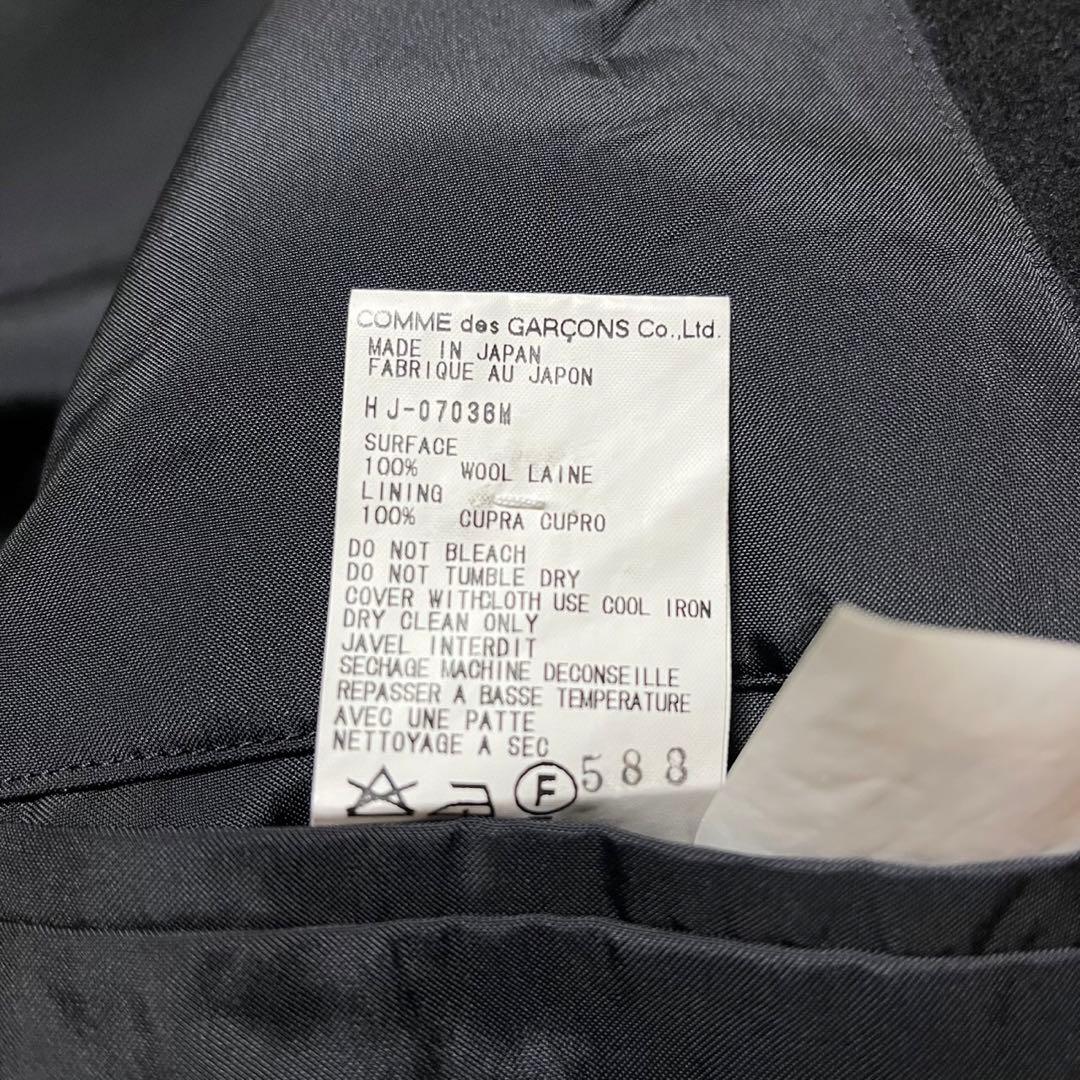 COMME des GARÇONS Co.,Ltd.
MADE IN JAPAN
FABRIQUE AU JAPON
HJ-07036M
SURFACE
100% WOOL LAINE
LINING
100% CUPRA CUPRO
DO NOT BLEACH
DO NOT TUMBLE DRY
COVER WITHCLOTH USE COOL IRON
DRY CLEAN ONLY
JAVEL INTERDIT
SECHAGE MACHINE DECONSEILLE
REPASSER A BASSE TEMPERATURE
AVEC UNE PATTE
NETTOYAGE A SEC
F 588